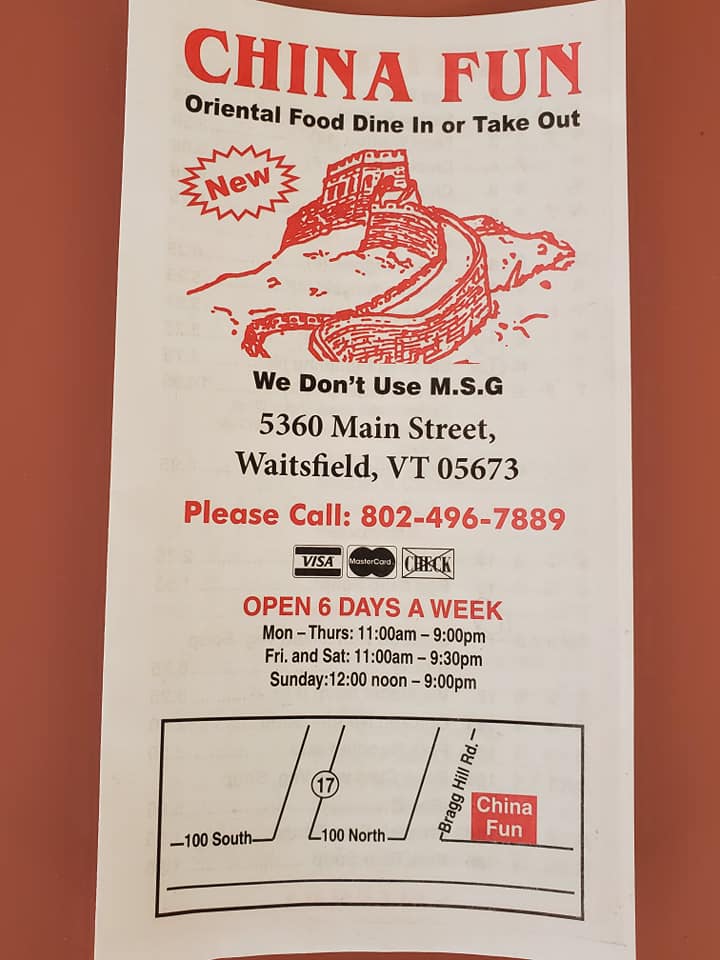 CHINA FUN
Oriental Food Dine In or Take Out
New
We Don't Use M.S.G
5360 Main Street,
Waitsfield, VT 05673
Please Call: 802-496-7889
VISA MasterCard CHECK
OPEN 6 DAYS A WEEK
Mon – Thurs: 11:00am – 9:00pm
Fri. and Sat: 11:00am – 9:30pm
Sunday:12:00 noon – 9:00pm
17
Bragg Hill Rd.
China
Fun
100 South
100 North